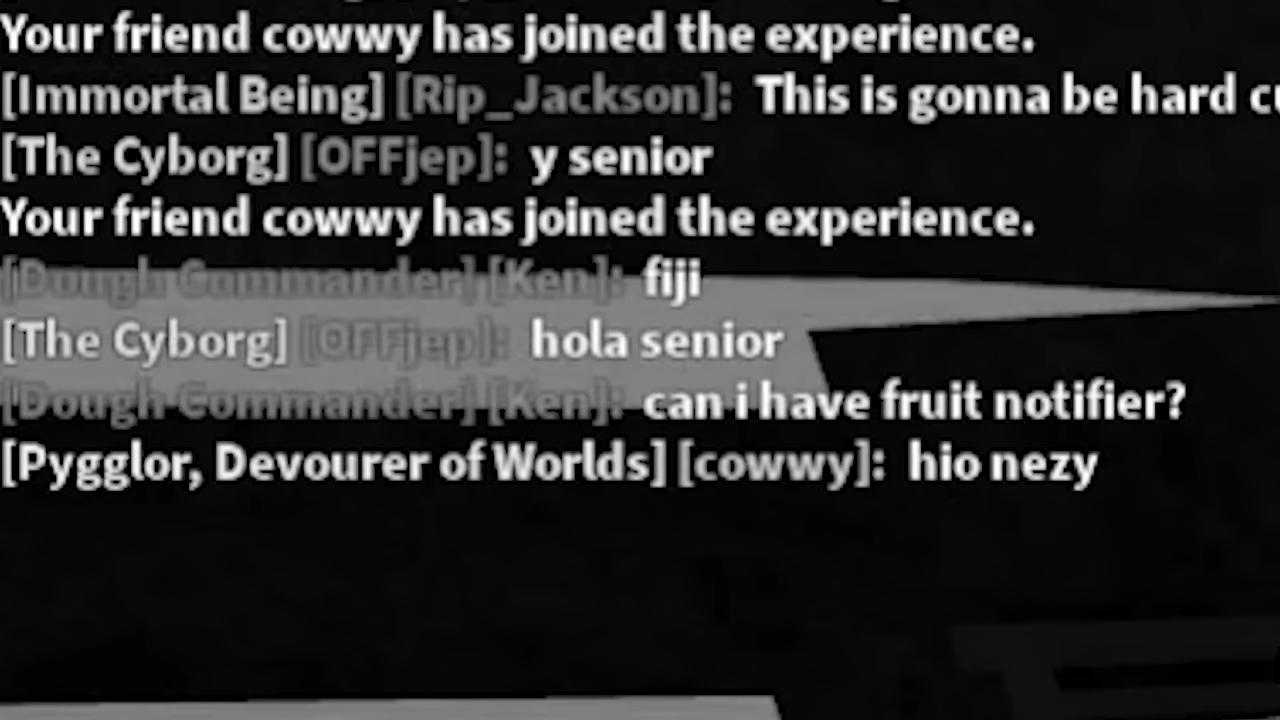 Your friend cowwy has joined the experience.
[Immortal Being] [Rip_Jackson]: This is gonna be hard
[The Cyborg] [OFFjep]: y senior
Your friend cowwy has joined the experience.
[Dough Commander] [Ken]: fiji
[The Cyborg] [OFFjep]: hola senior
[Dough Commander] [Ken]: can i have fruit notifier?
[Pygglor, Devourer of Worlds] [cowwy]: hio nezy